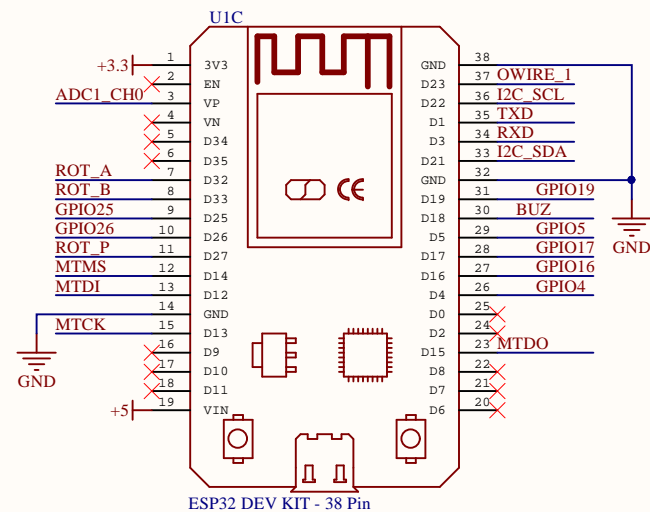 U1C
+3.3 1 3V3 GND 38
2 EN D23 37 OWIRE_1
ADC1_CH0 3 VP D22 36 I2C_SCL
4 VN D1 35 TXD
5 D34 D3 34 RXD
6 D35 D21 33 I2C_SDA
ROT_A 7 D32 GND 32
ROT_B 8 D33 D19 31 GPIO19
GPIO25 9 D25 D18 30 BUZ
GPIO26 10 D26 D5 29 GPIO5
ROT_P 11 D27 D17 28 GPIO17
MTMS 12 D14 D16 27 GPIO16
MTDI 13 D12 D4 26 GPIO4
14 GND D0 25
MTCK 15 D13 D2 24
16 D9 D15 23 MTDO
17 D10 D8 22
18 D11 D7 21
+5 19 VIN D6 20
GND
GND
CE
ESP32 DEV KIT - 38 Pin